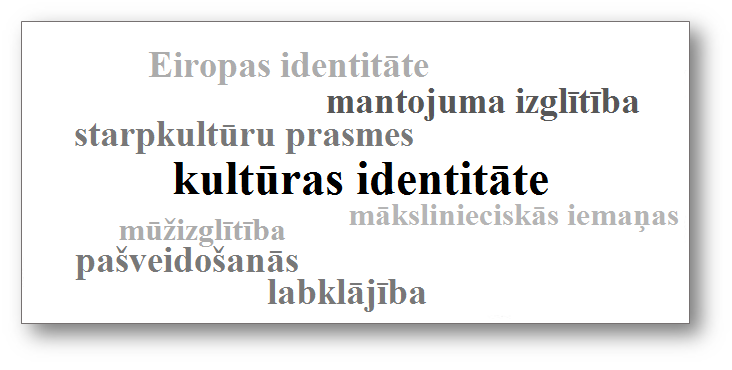 Eiropas identitāte
mantojuma izglītība
starpkultūru prasmes
kultūras identitāte
mākslinieciskās iemaņas
mūžizglītība
pašveidošanās
labklājība